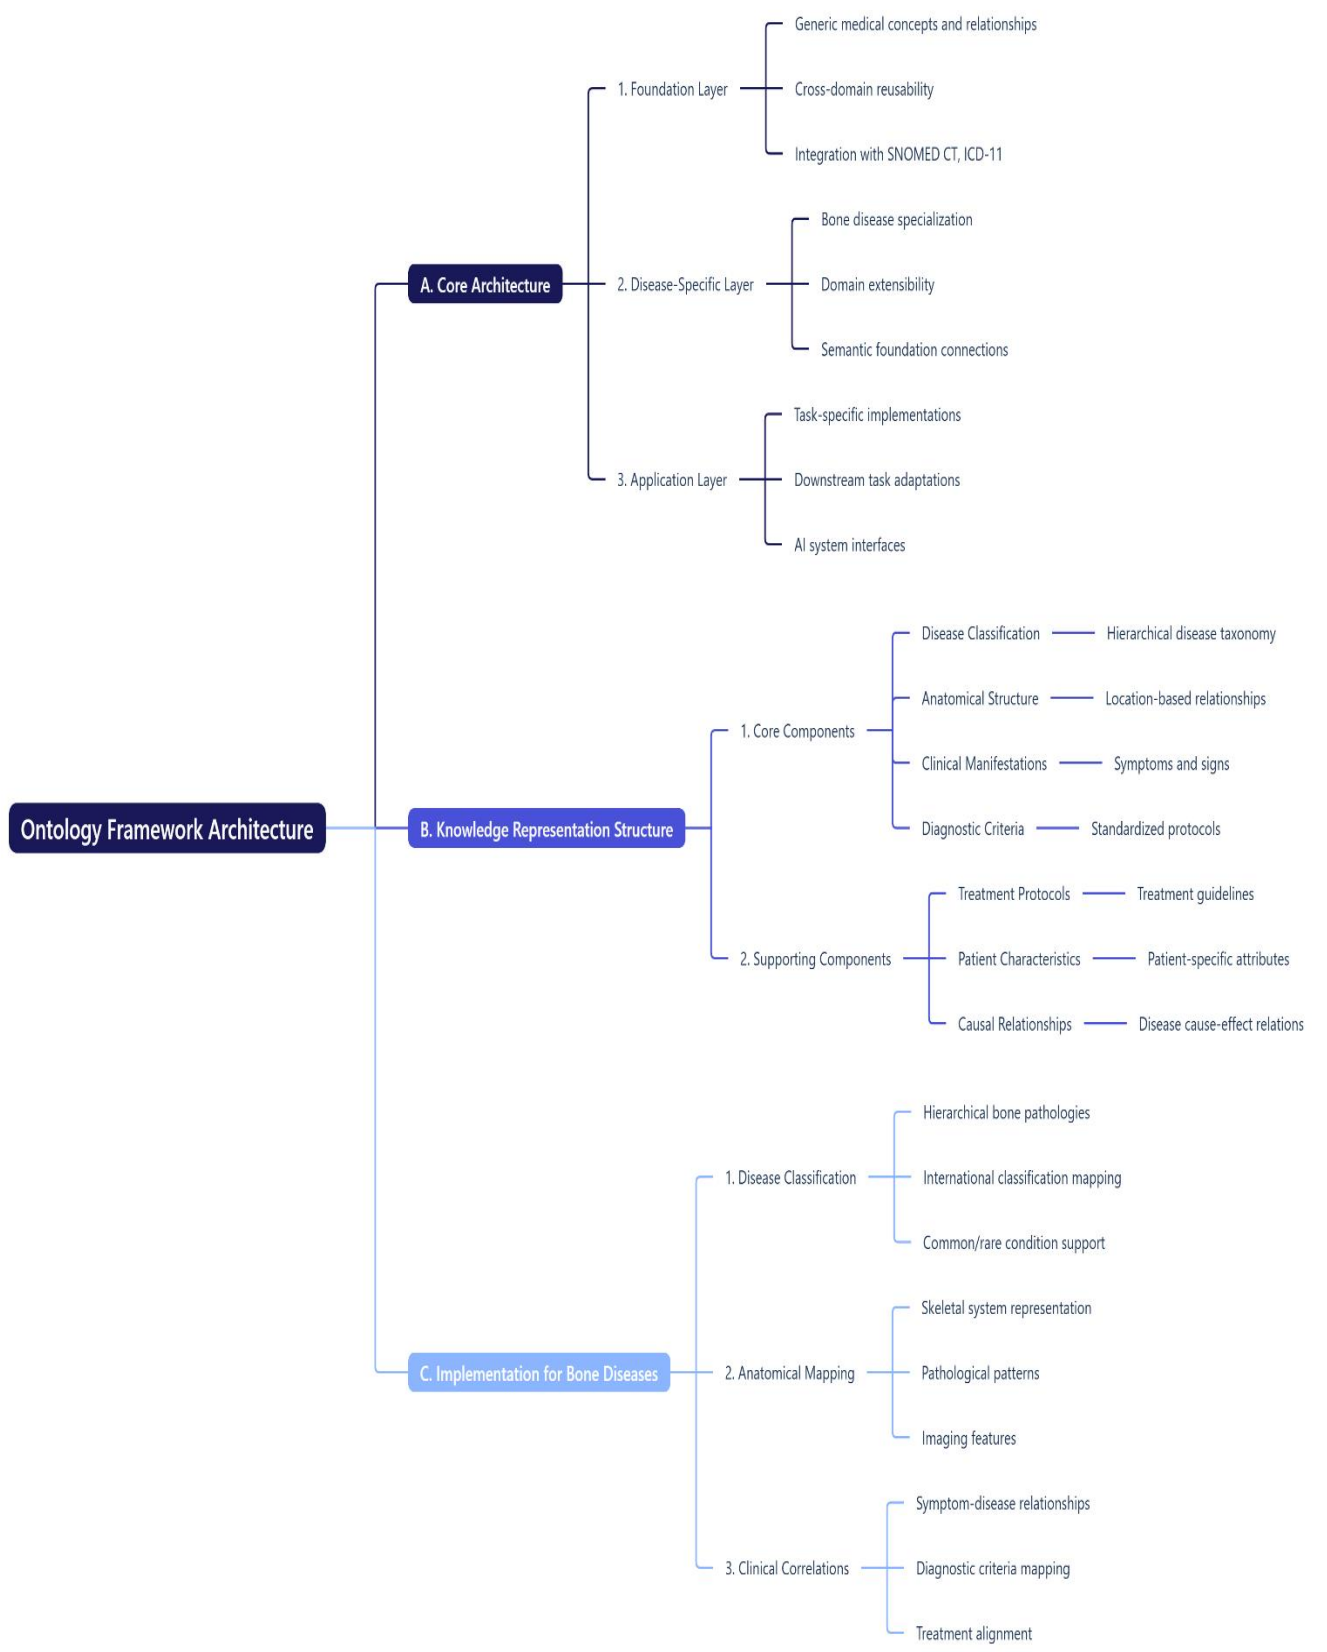 Ontology Framework Architecture
A. Core Architecture
1. Foundation Layer
Generic medical concepts and relationships
Cross-domain reusability
Integration with SNOMED CT, ICD-11
2. Disease-Specific Layer
Bone disease specialization
Domain extensibility
Semantic foundation connections
3. Application Layer
Task-specific implementations
Downstream task adaptations
AI system interfaces
B. Knowledge Representation Structure
1. Core Components
Disease Classification
Hierarchical disease taxonomy
Anatomical Structure
Location-based relationships
Clinical Manifestations
Symptoms and signs
Diagnostic Criteria
Standardized protocols
2. Supporting Components
Treatment Protocols
Treatment guidelines
Patient Characteristics
Patient-specific attributes
Causal Relationships
Disease cause-effect relations
C. Implementation for Bone Diseases
1. Disease Classification
Hierarchical bone pathologies
International classification mapping
Common/rare condition support
2. Anatomical Mapping
Skeletal system representation
Pathological patterns
Imaging features
3. Clinical Correlations
Symptom-disease relationships
Diagnostic criteria mapping
Treatment alignment